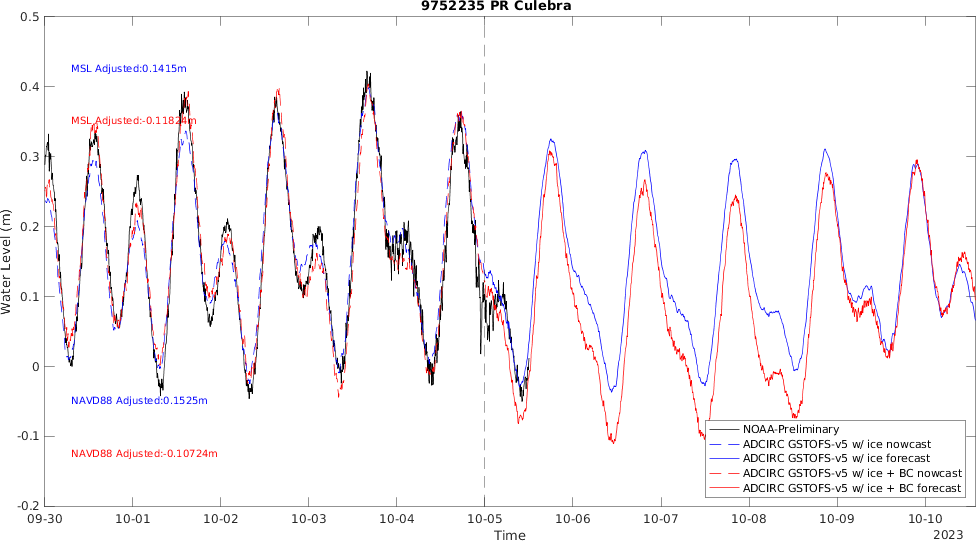 9752235 PR Culebra
0.5
0.4
0.3
0.2
0.1
0
-0.1
-0.2
Water Level (m)
MSL Adjusted:0.1415m
MSL Adjusted:-0.11824m
NAVD88 Adjusted:0.1525m
NAVD88 Adjusted:-0.10724m
NOAA-Preliminary
ADCIRC GSTOFS-v5 w/ ice nowcast
ADCIRC GSTOFS-v5 w/ ice forecast
ADCIRC GSTOFS-v5 w/ ice + BC nowcast
ADCIRC GSTOFS-v5 w/ ice + BC forecast
09-30 10-01 10-02 10-03 10-04 10-05 10-06 10-07 10-08 10-09 10-10
Time
2023